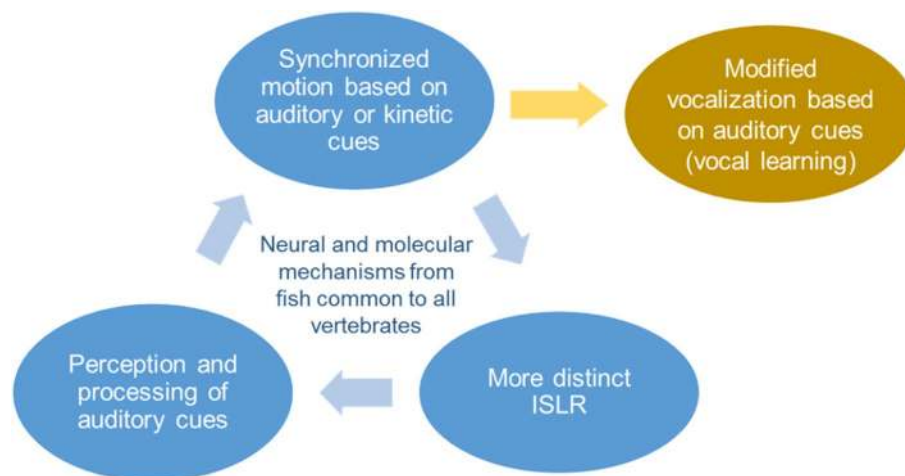 Synchronized
motion based on
auditory or kinetic
cues
Modified
vocalization based
on auditory cues
(vocal learning)
Neural and molecular
mechanisms from
fish common to all
vertebrates
Perception and
processing of
auditory cues
More distinct
ISLR